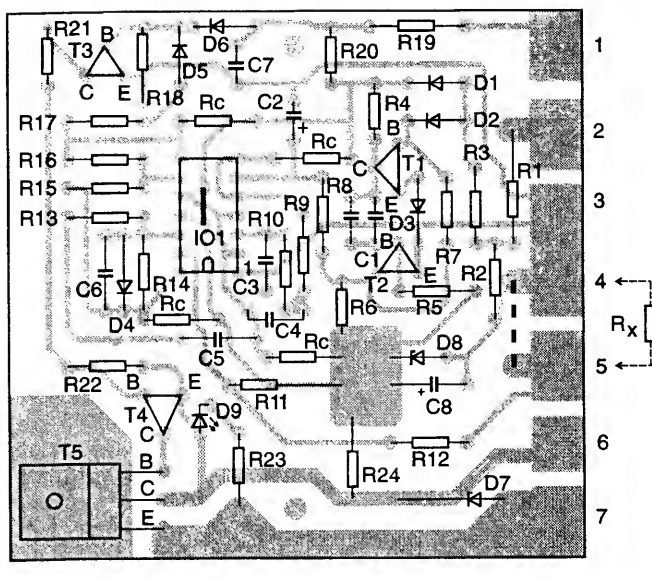 R21 B D6 R20 R19 1
T3 D5 C7
C E R18 Rc C2 + R4 D1
R17 B D2 2
R16 Rc C T1 R3 R1
R15 R8 E 3
R13 IO1 R10 R9 D3
C6 R14 1 C3 C1 B T2 E R7 R2 4
D4 Rc C4 R6 R5 Rx
C5 Rc D8 5
R22 B E R11 + C8
T4 D9
C R12 6
T5 B R23 R24
C D7
E 7